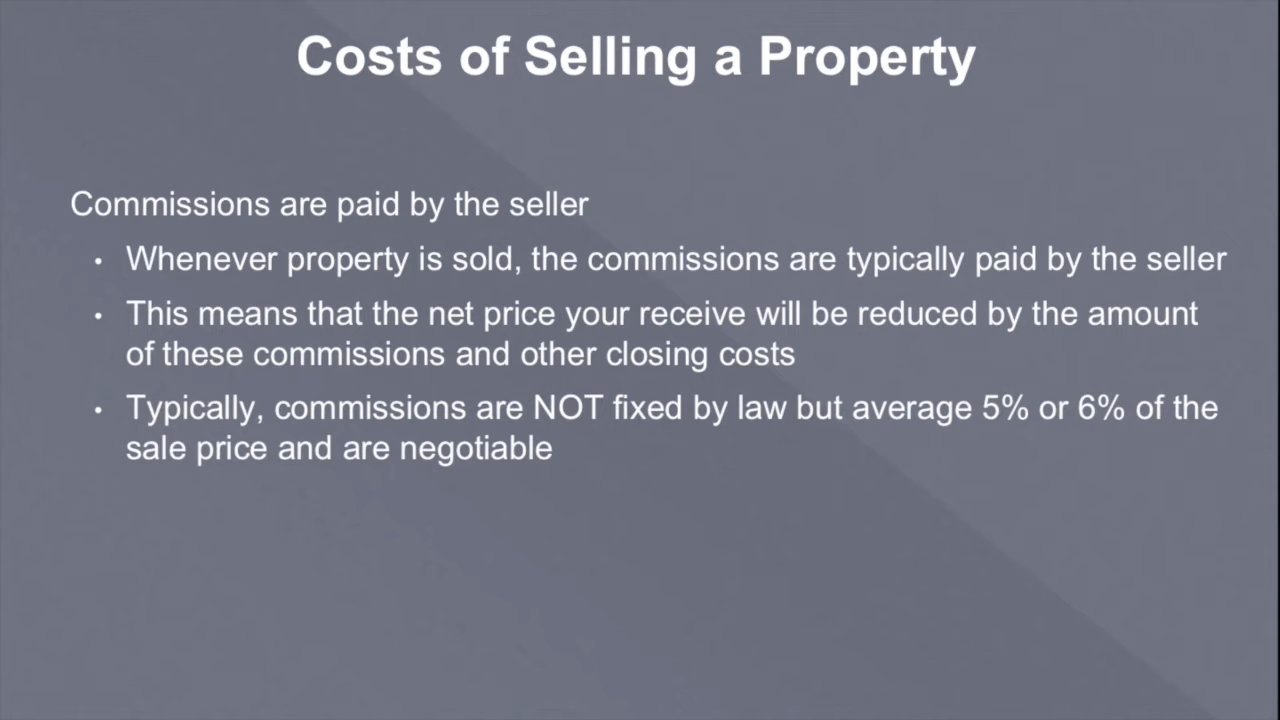 Costs of Selling a Property
Commissions are paid by the seller
• Whenever property is sold, the commissions are typically paid by the seller
• This means that the net price your receive will be reduced by the amount
of these commissions and other closing costs
• Typically, commissions are NOT fixed by law but average 5% or 6% of the
sale price and are negotiable